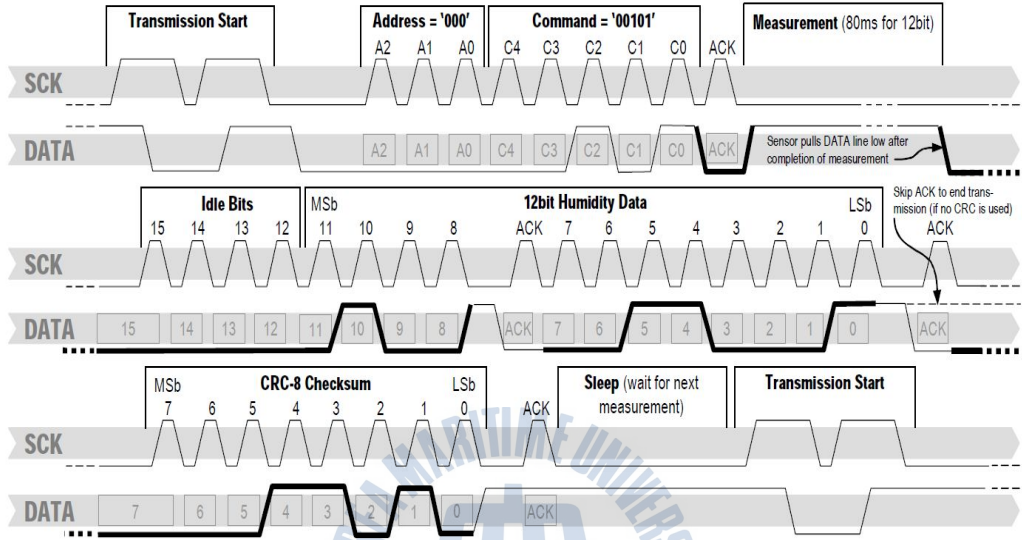 Transmission Start Address = '000' Command = '00101' Measurement (80ms for 12bit)
A2 A1 A0 C4 C3 C2 C1 C0 ACK
SCK
DATA A2 A1 A0 C4 C3 C2 C1 C0 ACK
Sensor pulls DATA line low after
completion of measurement
Idle Bits MSb 12bit Humidity Data LSb
15 14 13 12 11 10 9 8 ACK 7 6 5 4 3 2 1 0 ACK
Skip ACK to end trans-
mission (if no CRC is used)
SCK
DATA 15 14 13 12 11 10 9 8 ACK 7 6 5 4 3 2 1 0 ACK
MSb CRC-8 Checksum LSb Sleep (wait for next Transmission Start
measurement)
7 6 5 4 3 2 1 0 ACK
SCK
DATA 7 6 5 4 3 2 1 0 ACK
MARITIME UNIVERS